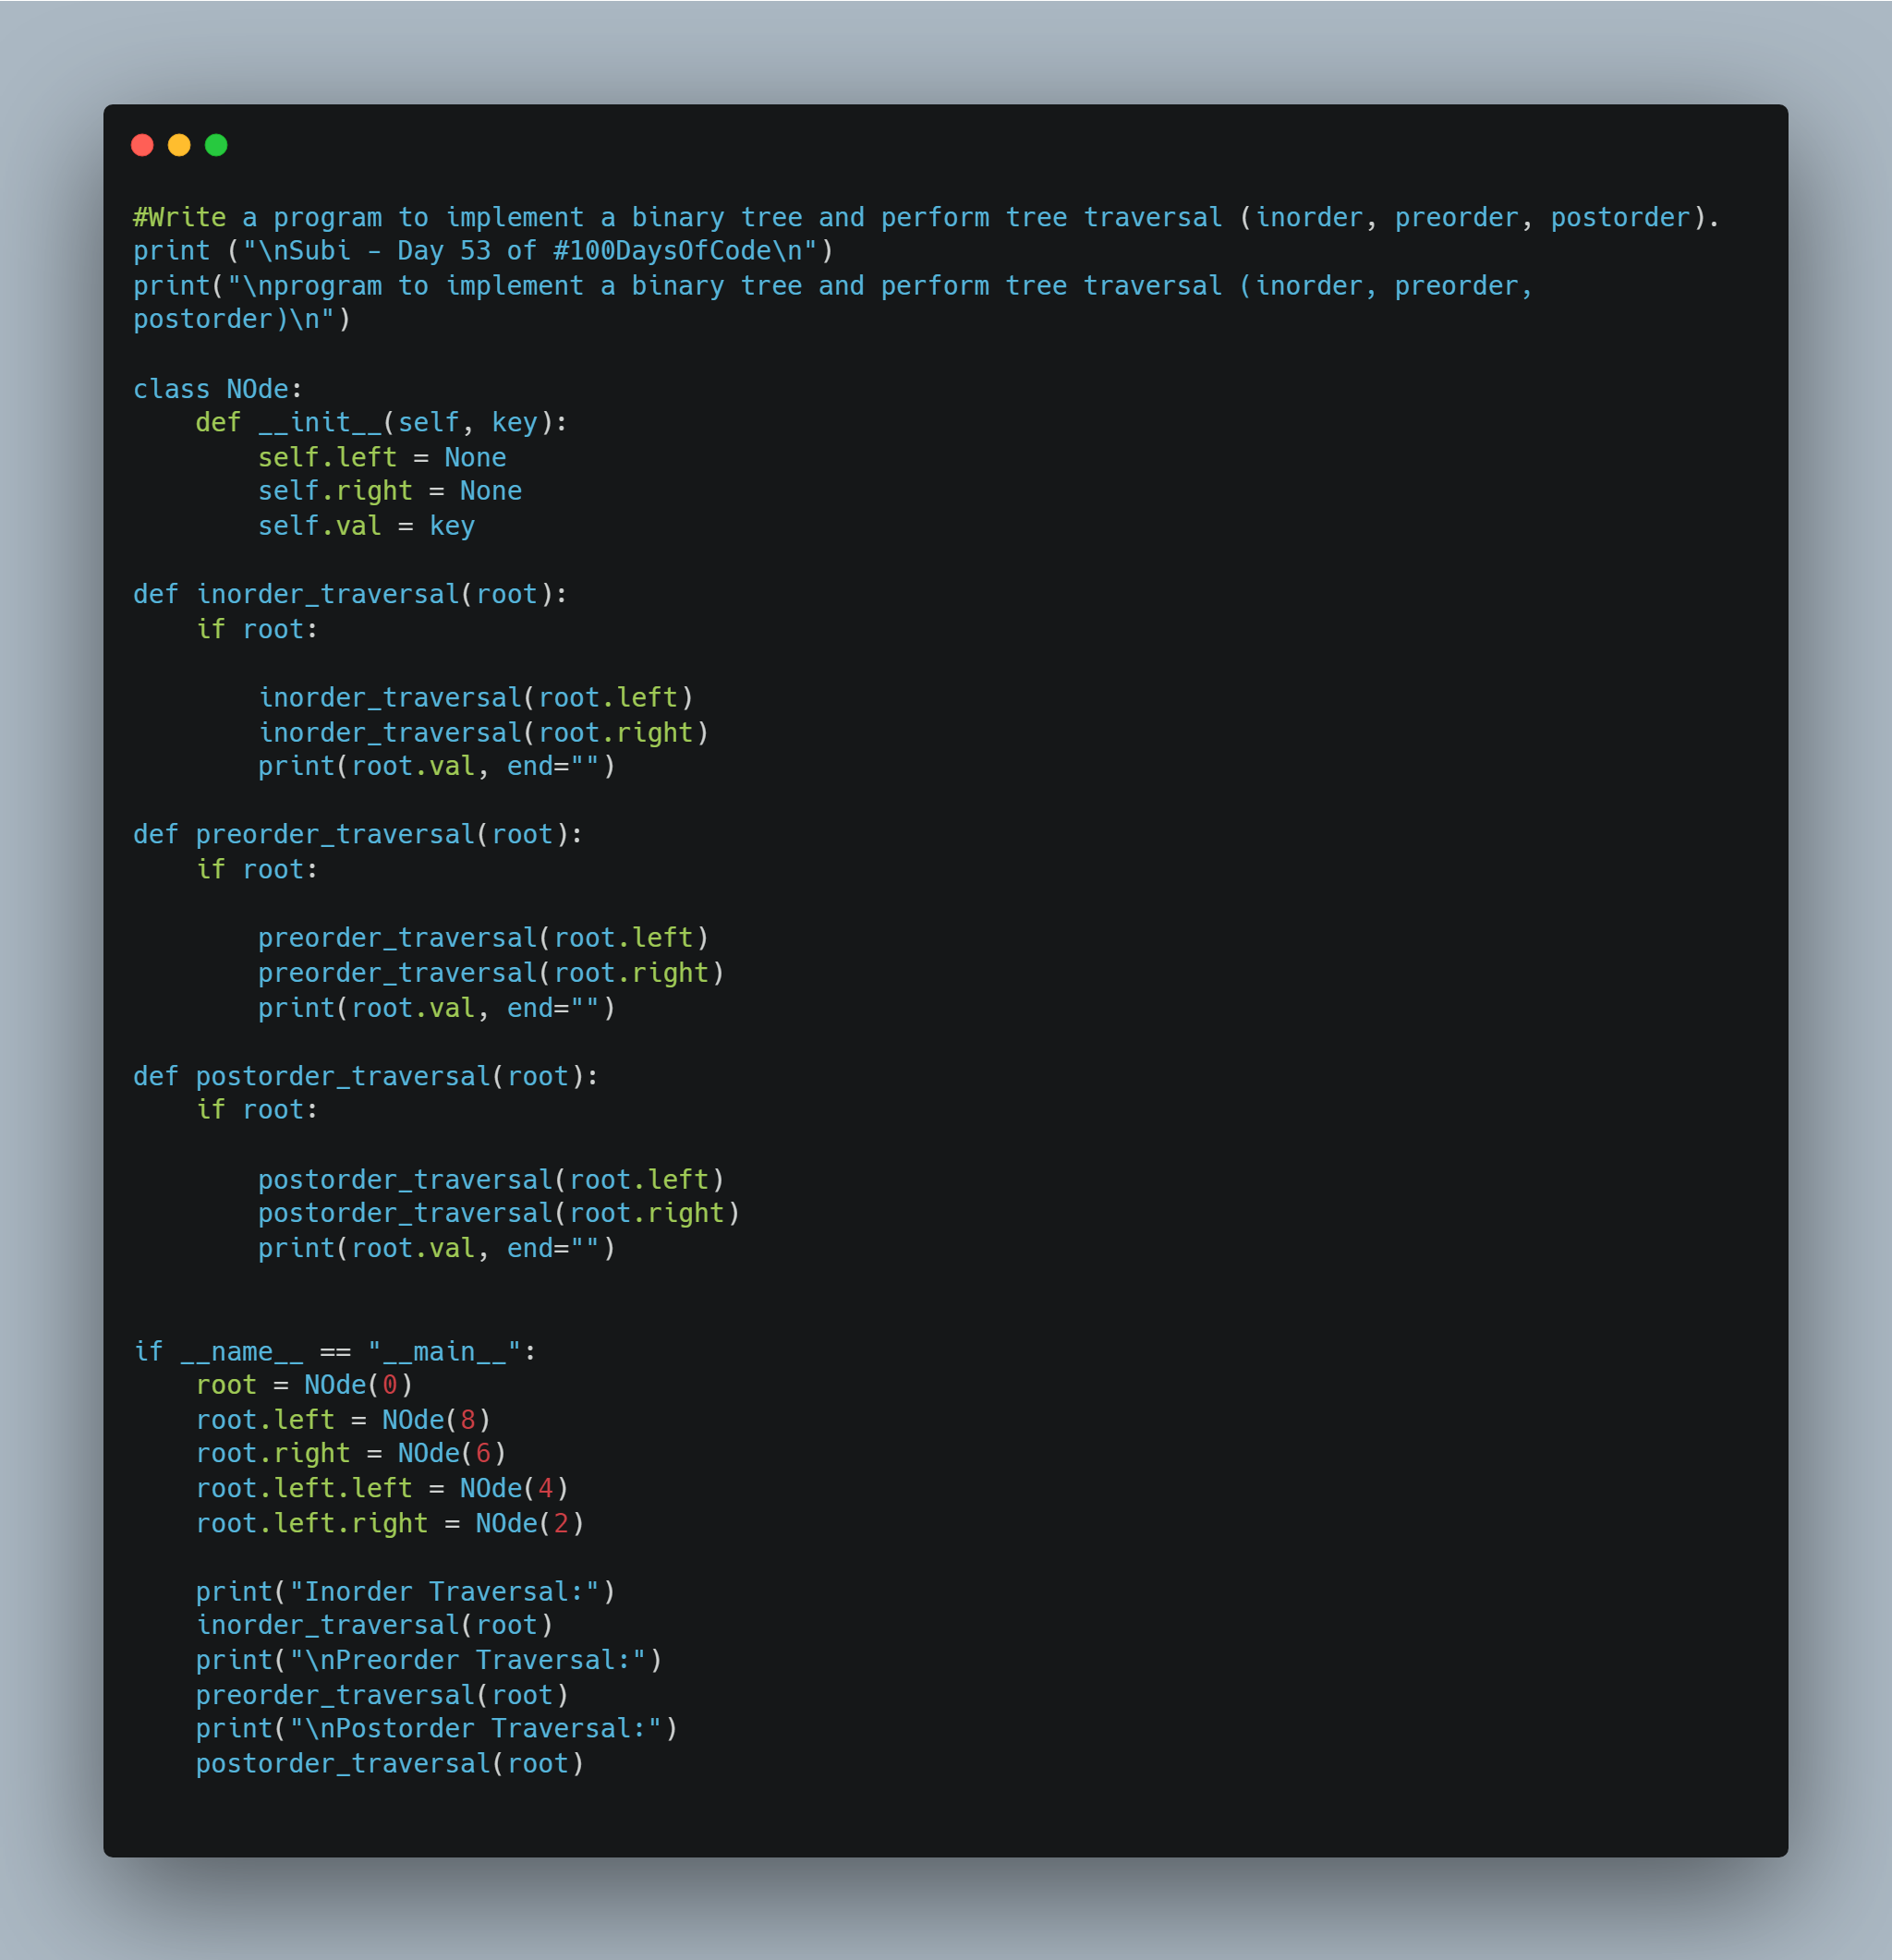 #Write a program to implement a binary tree and perform tree traversal (inorder, preorder, postorder).
print ("\nSubi - Day 53 of #100DaysOfCode\n")
print("\nprogram to implement a binary tree and perform tree traversal (inorder, preorder,
postorder)\n")

class NOde:
    def __init__(self, key):
        self.left = None
        self.right = None
        self.val = key

def inorder_traversal(root):
    if root:

        inorder_traversal(root.left)
        inorder_traversal(root.right)
        print(root.val, end="")

def preorder_traversal(root):
    if root:

        preorder_traversal(root.left)
        preorder_traversal(root.right)
        print(root.val, end="")

def postorder_traversal(root):
    if root:

        postorder_traversal(root.left)
        postorder_traversal(root.right)
        print(root.val, end="")


if __name__ == "__main__":
    root = NOde(0)
    root.left = NOde(8)
    root.right = NOde(6)
    root.left.left = NOde(4)
    root.left.right = NOde(2)

    print("Inorder Traversal:")
    inorder_traversal(root)
    print("\nPreorder Traversal:")
    preorder_traversal(root)
    print("\nPostorder Traversal:")
    postorder_traversal(root)